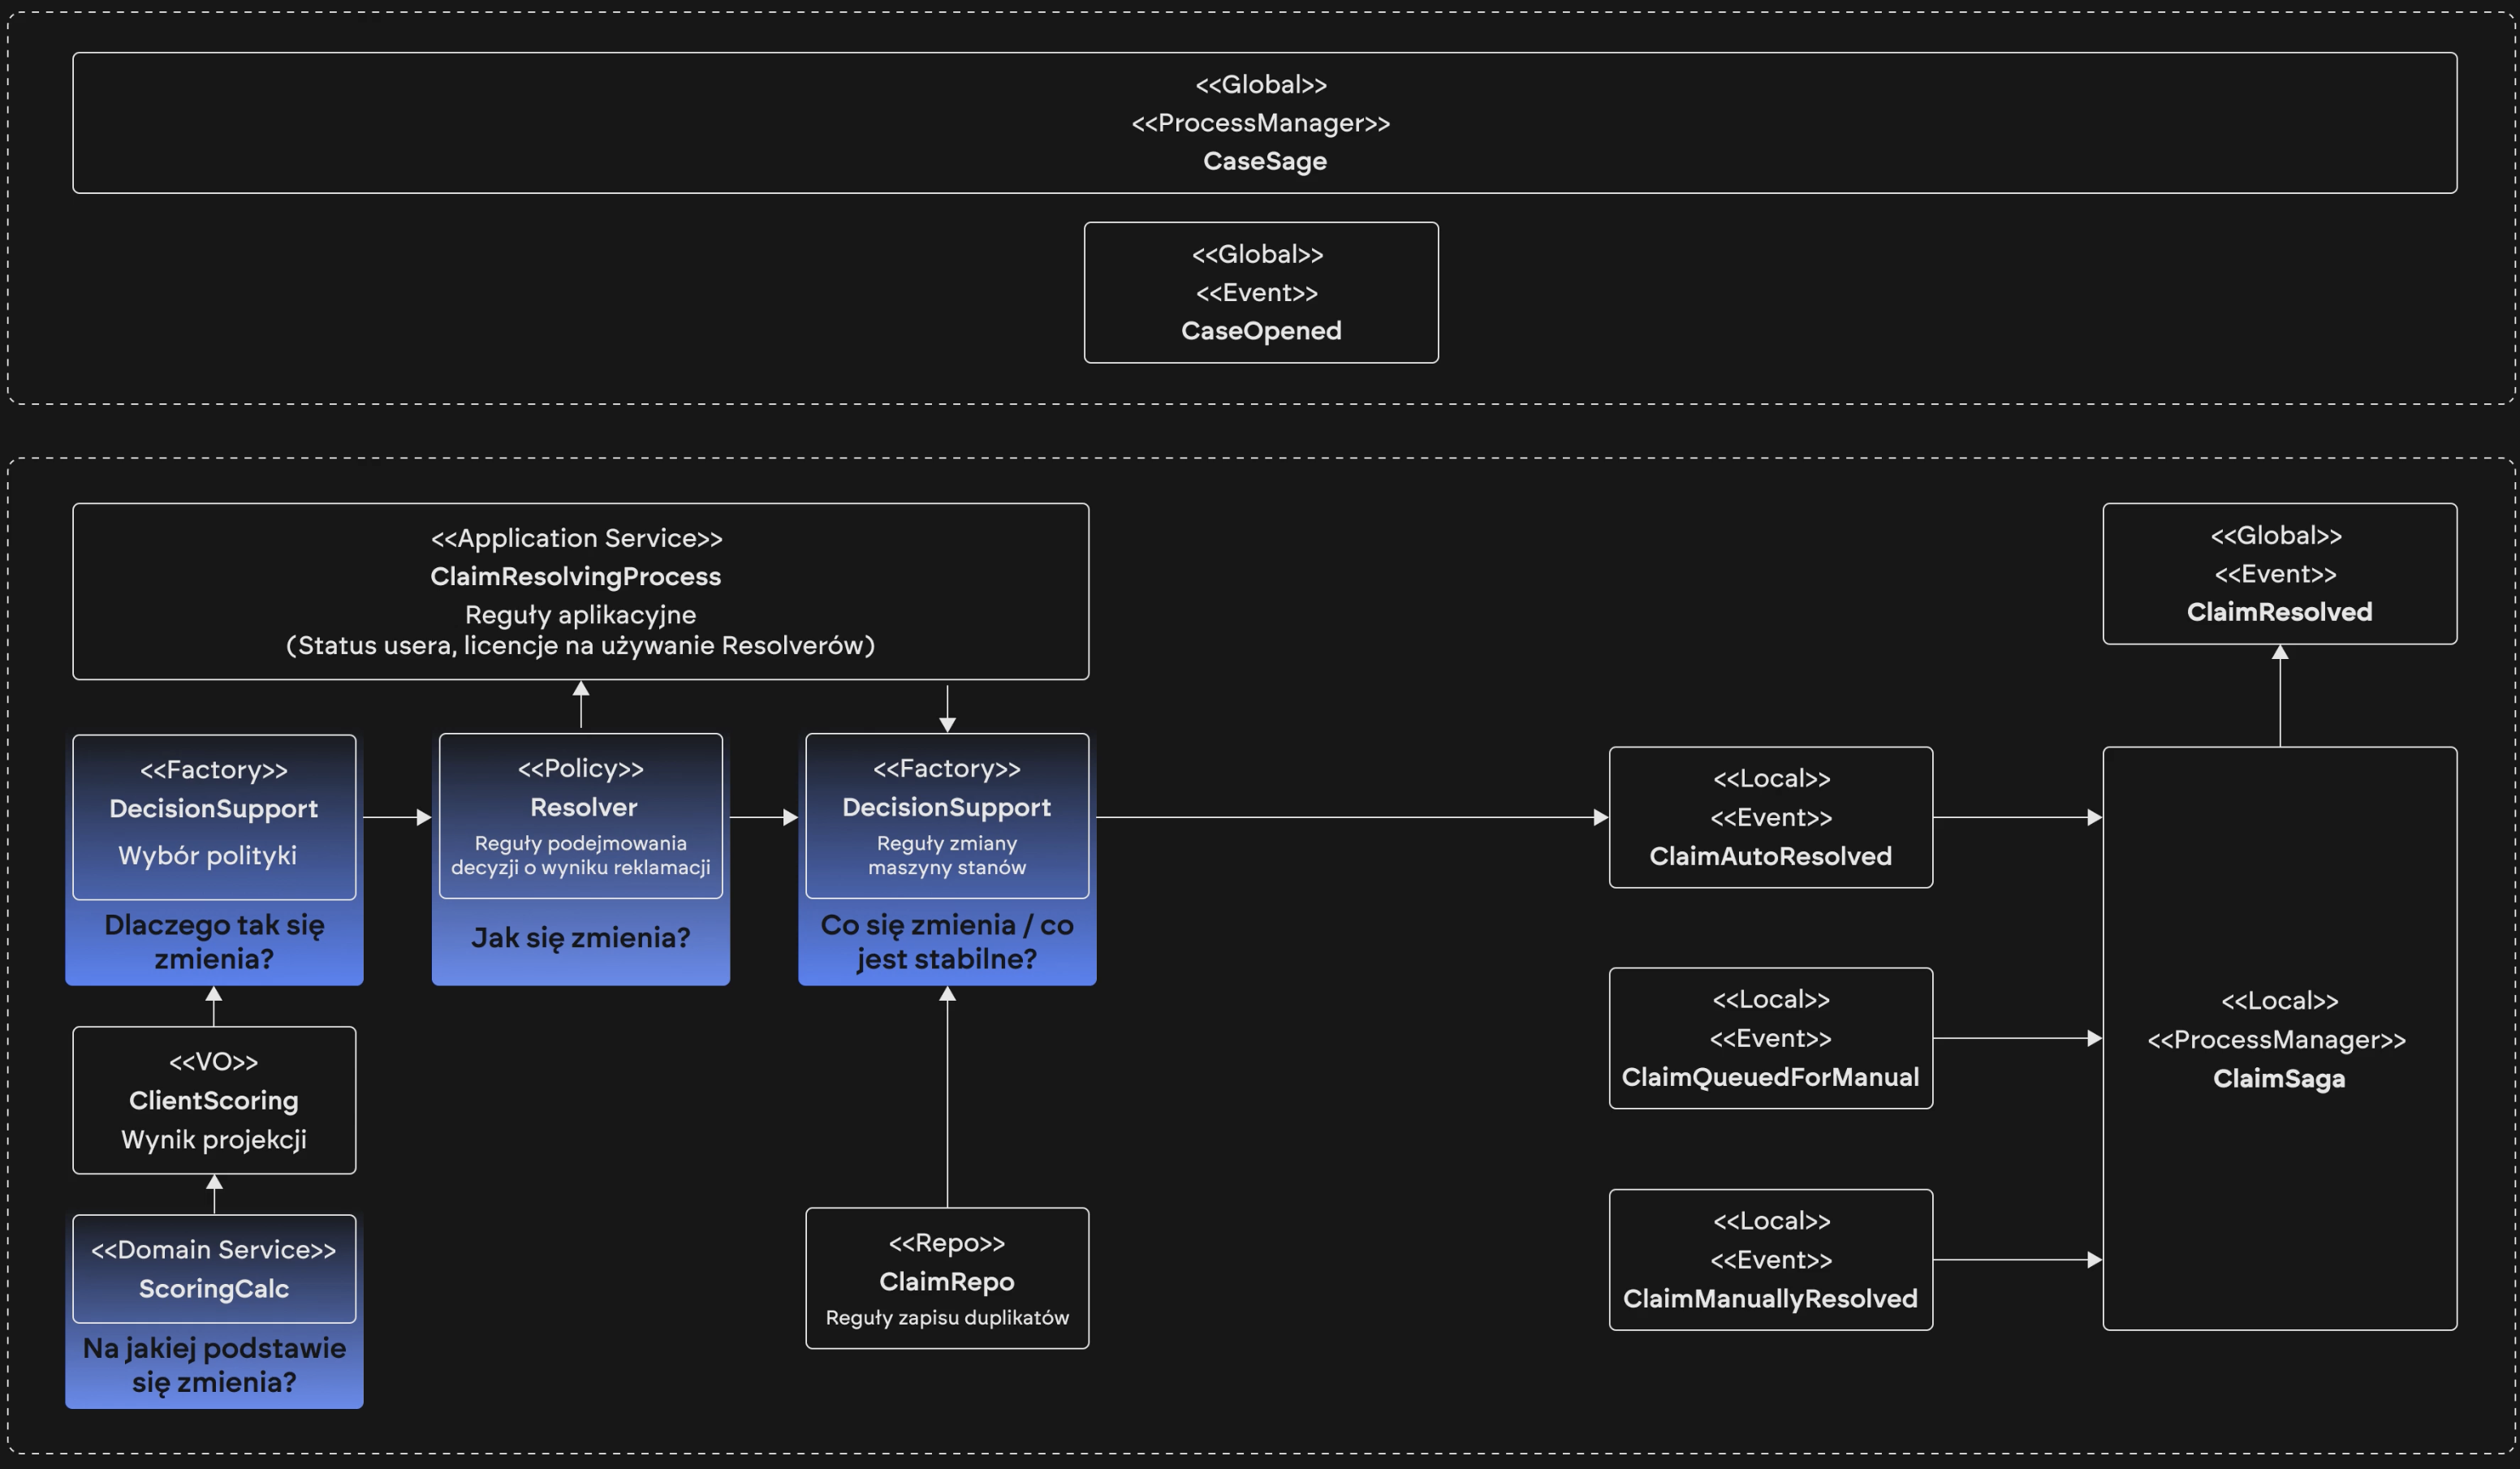 <<Global>>
<<ProcessManager>>
CaseSage
<<Global>>
<<Event>>
CaseOpened
<<Application Service>>
ClaimResolvingProcess
Reguły aplikacyjne
(Status usera, licencje na używanie Resolverów)
<<Global>>
<<Event>>
ClaimResolved
<<Factory>>
DecisionSupport
Wybór polityki
Dlaczego tak się
zmienia?
<<Policy>>
Resolver
Reguły podejmowania
decyzji o wyniku reklamacji
Jak się zmienia?
<<Factory>>
DecisionSupport
Reguły zmiany
maszyny stanów
Co się zmienia / co
jest stabilne?
<<Local>>
<<Event>>
ClaimAutoResolved
<<VO>>
ClientScoring
Wynik projekcji
<<Local>>
<<Event>>
ClaimQueuedForManual
<<Local>>
<<ProcessManager>>
ClaimSaga
<<Domain Service>>
ScoringCalc
Na jakiej podstawie
się zmienia?
<<Repo>>
ClaimRepo
Reguły zapisu duplikatów
<<Local>>
<<Event>>
ClaimManuallyResolved